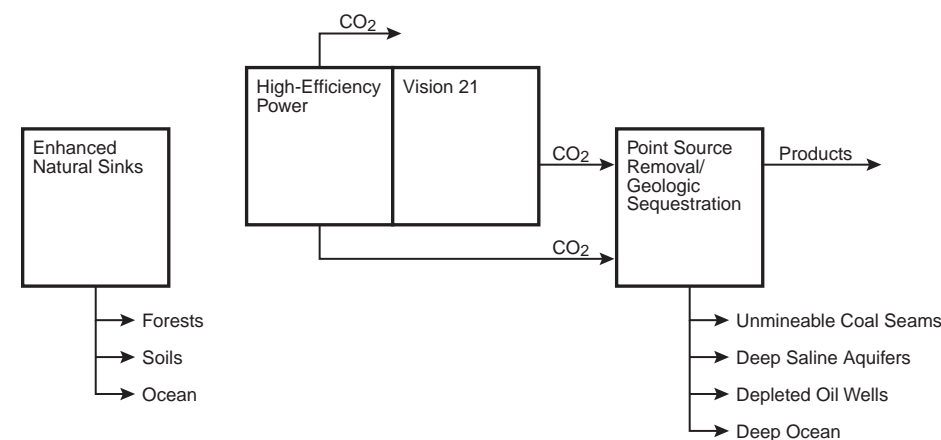 CO2
High-Efficiency
Power
Vision 21
Enhanced
Natural Sinks
CO2
Point Source
Removal/
Geologic
Sequestration
Products
CO2
Forests
Soils
Ocean
Unmineable Coal Seams
Deep Saline Aquifers
Depleted Oil Wells
Deep Ocean